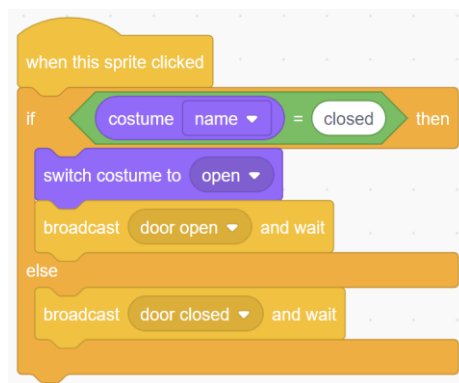 when this sprite clicked
if costume name = closed then
switch costume to open
broadcast door open and wait
else
broadcast door closed and wait